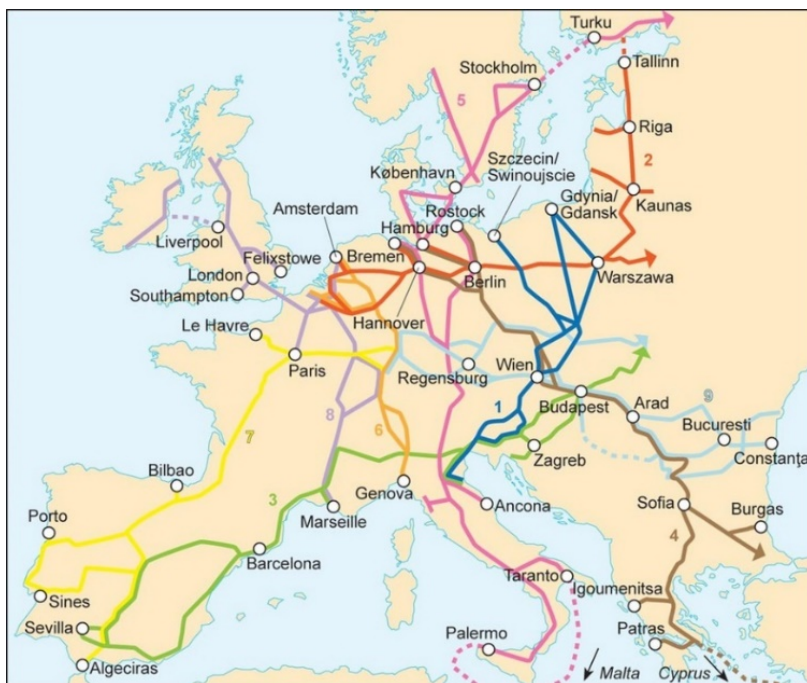 Turku
Tallinn
Stockholm
5
Riga
2
København
Szczecin/
Swinoujscie
Gdynia/
Gdansk
Kaunas
Rostock
Hamburg
Amsterdam
Bremen
Liverpool
Felixstowe
London
Berlin
Warszawa
Southampton
Le Havre
Hannover
Paris
Regensburg
Wien
Budapest
Arad
9
Bucuresti
Constanţa
1
8
6
7
Zagreb
Bilbao
3
Genova
Marseille
Ancona
Sofia
Burgas
4
Porto
Barcelona
Sines
Taranto
Igoumenitsa
Sevilla
Palermo
Patras
Algeciras
Malta
Cyprus